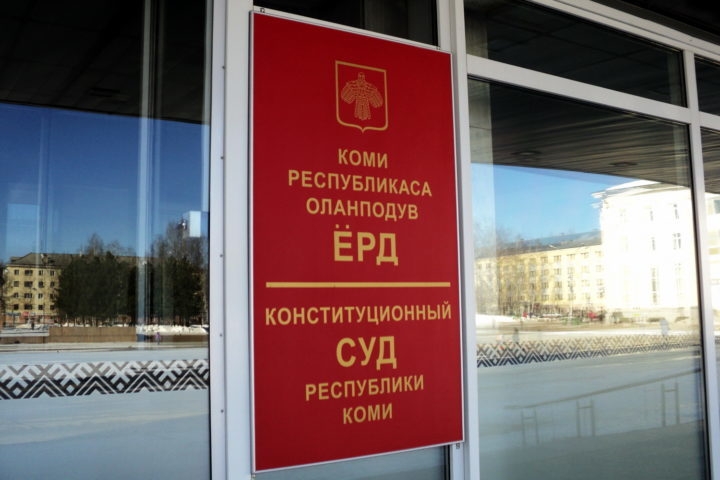 КОМИ
РЕСПУБЛИКАСА
ОЛАНПОДУВ
ЁРД
КОНСТИТУЦИОННЫЙ
СУД
РЕСПУБЛИКИ
КОМИ